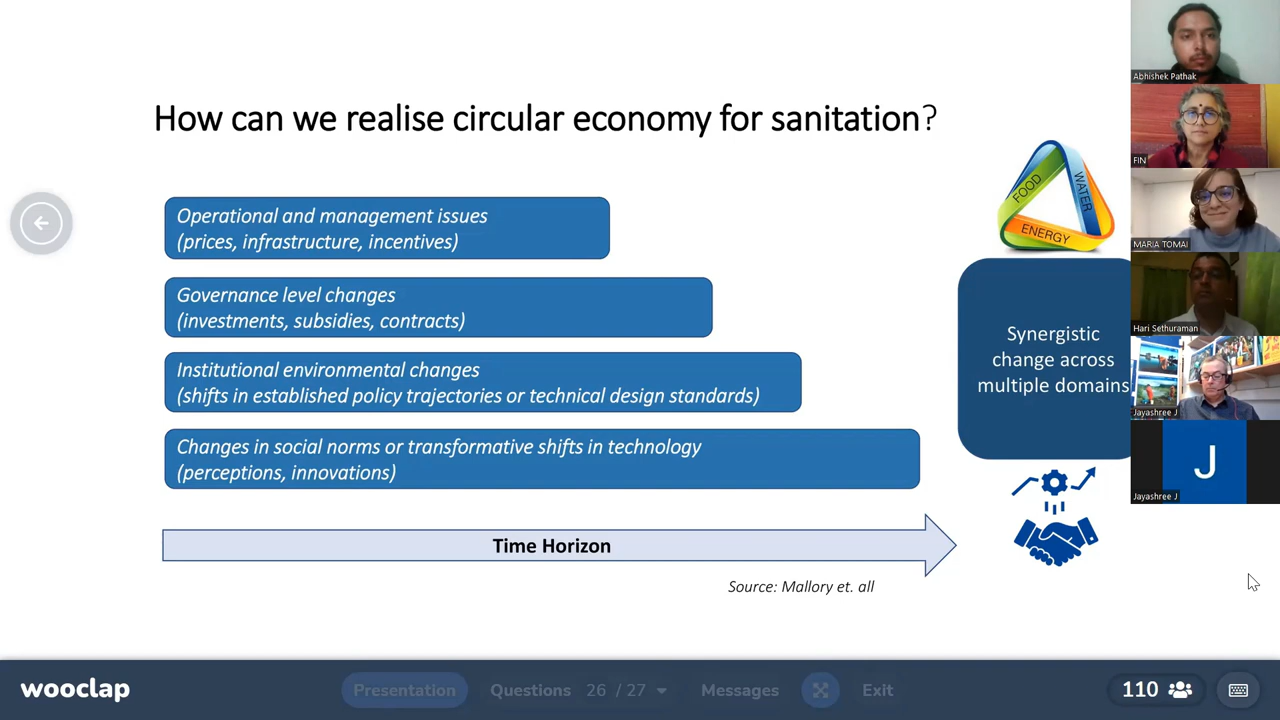 How can we realise circular economy for sanitation?
Operational and management issues
(prices, infrastructure, incentives)
Governance level changes
(investments, subsidies, contracts)
Institutional environmental changes
(shifts in established policy trajectories or technical design standards)
Changes in social norms or transformative shifts in technology
(perceptions, innovations)
Time Horizon
Source: Mallory et. all
FOOD
WATER
ENERGY
Synergistic
change across
multiple domains
Abhishek Pathak
FIN
MARIA TOMAI
Hari Sethuraman
Jayashree J
J
Jayashree J
wooclap
Presentation
Questions 26 / 27
Messages
Exit
110